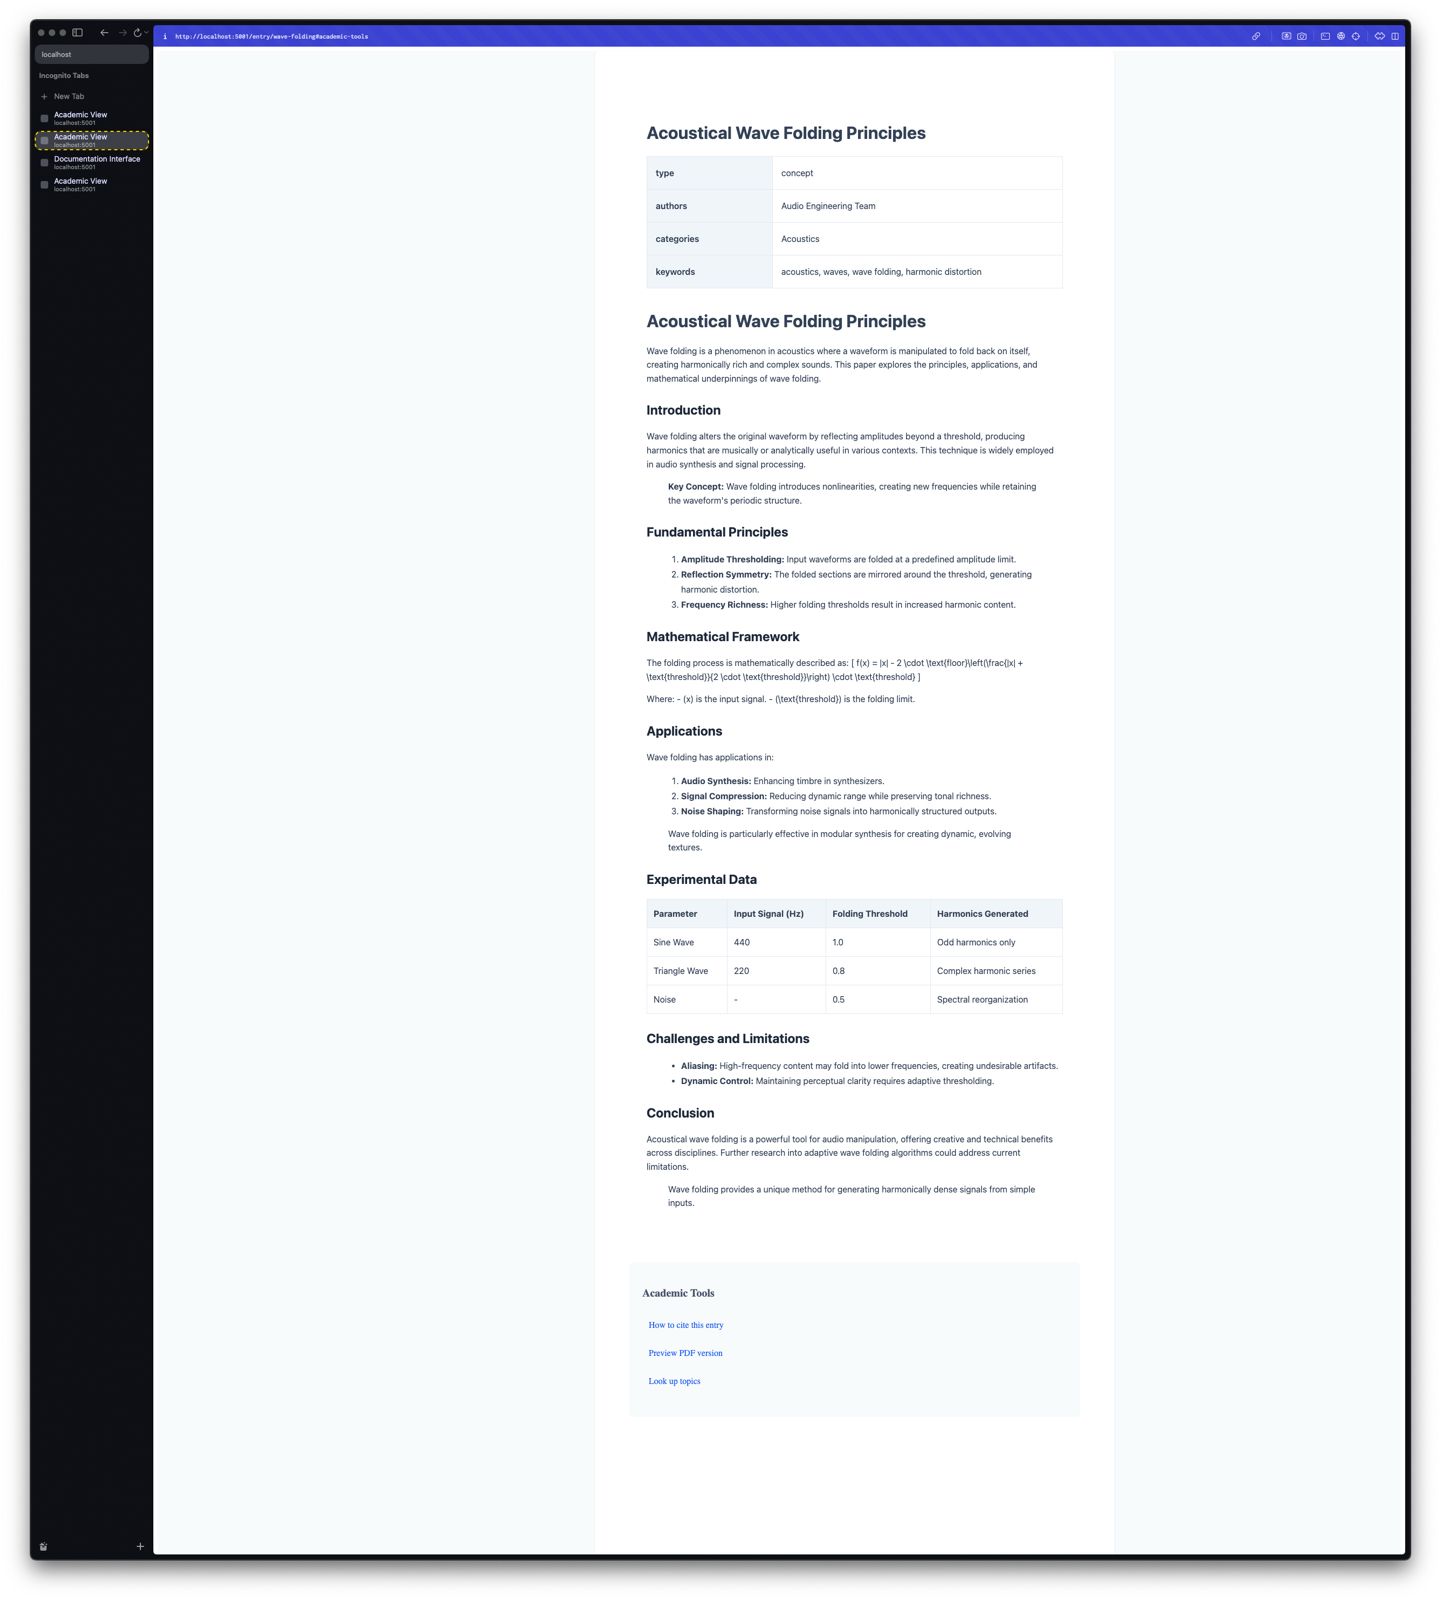 localhost
Incognito Tabs
New Tab
Academic View
localhost:5001
Academic View
localhost:5001
Documentation Interface
localhost:5001
Academic View
localhost:5001
http://localhost:5001/entry/wave-folding#academic-tools
Acoustical Wave Folding Principles
type concept
authors Audio Engineering Team
categories Acoustics
keywords acoustics, waves, wave folding, harmonic distortion
Acoustical Wave Folding Principles
Wave folding is a phenomenon in acoustics where a waveform is manipulated to fold back on itself,
creating harmonically rich and complex sounds. This paper explores the principles, applications, and
mathematical underpinnings of wave folding.
Introduction
Wave folding alters the original waveform by reflecting amplitudes beyond a threshold, producing
harmonics that are musically or analytically useful in various contexts. This technique is widely employed
in audio synthesis and signal processing.
Key Concept: Wave folding introduces nonlinearities, creating new frequencies while retaining
the waveform's periodic structure.
Fundamental Principles
1. Amplitude Thresholding: Input waveforms are folded at a predefined amplitude limit.
2. Reflection Symmetry: The folded sections are mirrored around the threshold, generating
harmonic distortion.
3. Frequency Richness: Higher folding thresholds result in increased harmonic content.
Mathematical Framework
The folding process is mathematically described as: [ f(x) = |x| - 2 \cdot \text{floor}\left(\frac{|x| +
\text{threshold}}{2 \cdot \text{threshold}}\right) \cdot \text{threshold} ]
Where: - (x) is the input signal. - (\text{threshold}) is the folding limit.
Applications
Wave folding has applications in:
1. Audio Synthesis: Enhancing timbre in synthesizers.
2. Signal Compression: Reducing dynamic range while preserving tonal richness.
3. Noise Shaping: Transforming noise signals into harmonically structured outputs.
Wave folding is particularly effective in modular synthesis for creating dynamic, evolving
textures.
Experimental Data
Parameter Input Signal (Hz) Folding Threshold Harmonics Generated
Sine Wave 440 1.0 Odd harmonics only
Triangle Wave 220 0.8 Complex harmonic series
Noise - 0.5 Spectral reorganization
Challenges and Limitations
• Aliasing: High-frequency content may fold into lower frequencies, creating undesirable artifacts.
• Dynamic Control: Maintaining perceptual clarity requires adaptive thresholding.
Conclusion
Acoustical wave folding is a powerful tool for audio manipulation, offering creative and technical benefits
across disciplines. Further research into adaptive wave folding algorithms could address current
limitations.
Wave folding provides a unique method for generating harmonically dense signals from simple
inputs.
Academic Tools
How to cite this entry
Preview PDF version
Look up topics